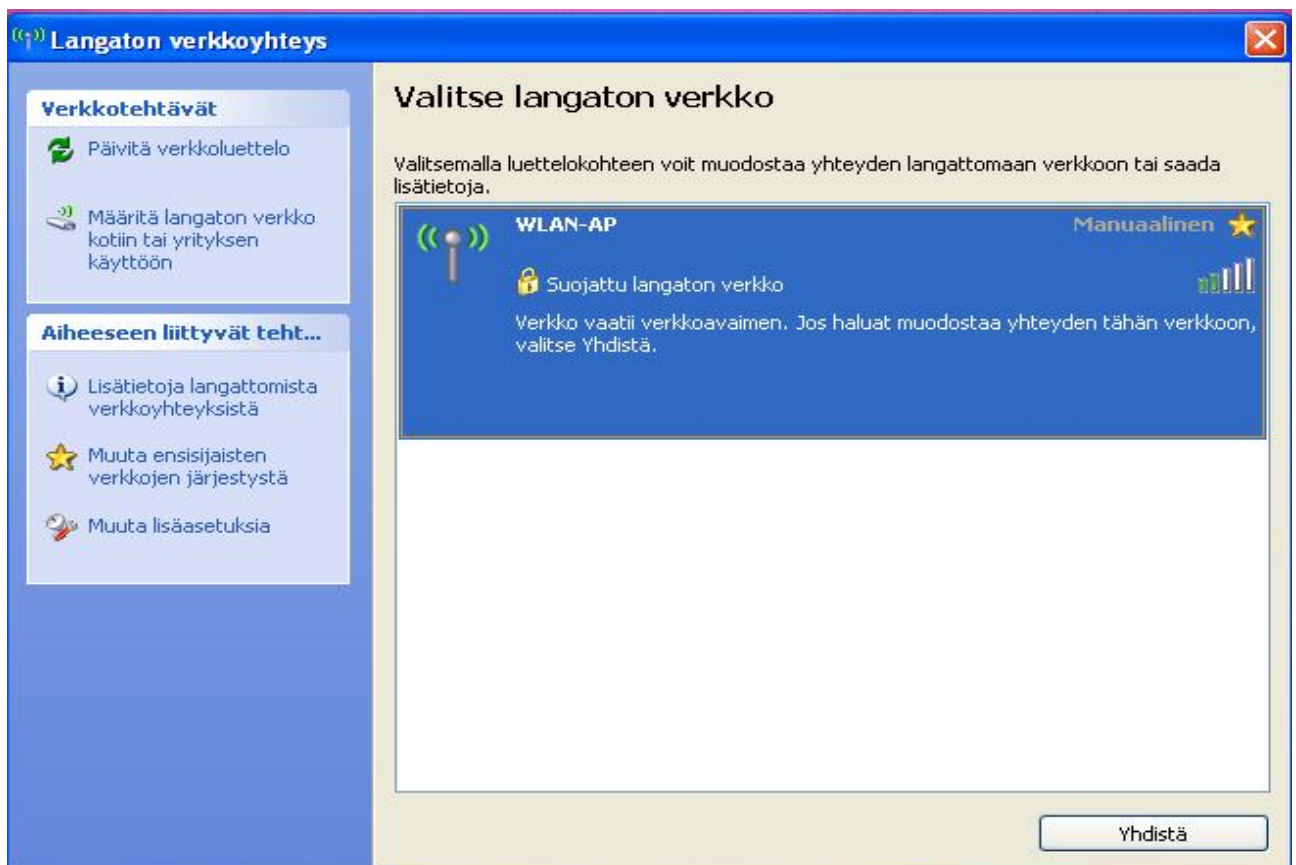 Langaton verkkoyhteys
Verkkotehtävät
Päivitä verkkoluettelo
Määritä langaton verkko
kotiin tai yrityksen
käyttöön
Aiheeseen liittyvät teht...
Lisätietoja langattomista
verkkoyhteyksistä
Muuta ensisijaisten
verkkojen järjestystä
Muuta lisäasetuksia
Valitse langaton verkko
Valitsemalla luettelokohteen voit muodostaa yhteyden langattomaan verkkoon tai saada
lisätietoja.
WLAN-AP Manuaalinen
Suojattu langaton verkko
Verkko vaatii verkkoavaimen. Jos haluat muodostaa yhteyden tähän verkkoon,
valitse Yhdistä.
Yhdistä